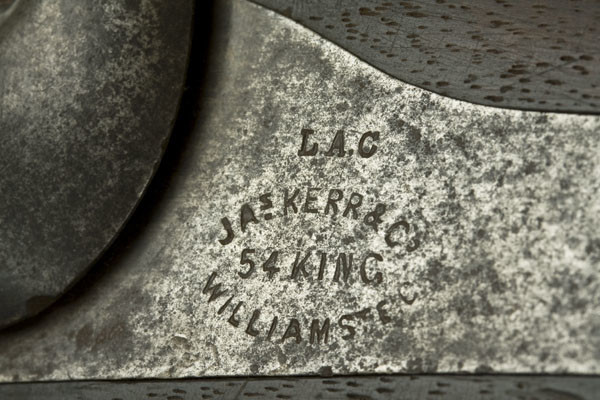 L.A.C
JAS KERR & CO
54 KING
WILLIAM ST E C